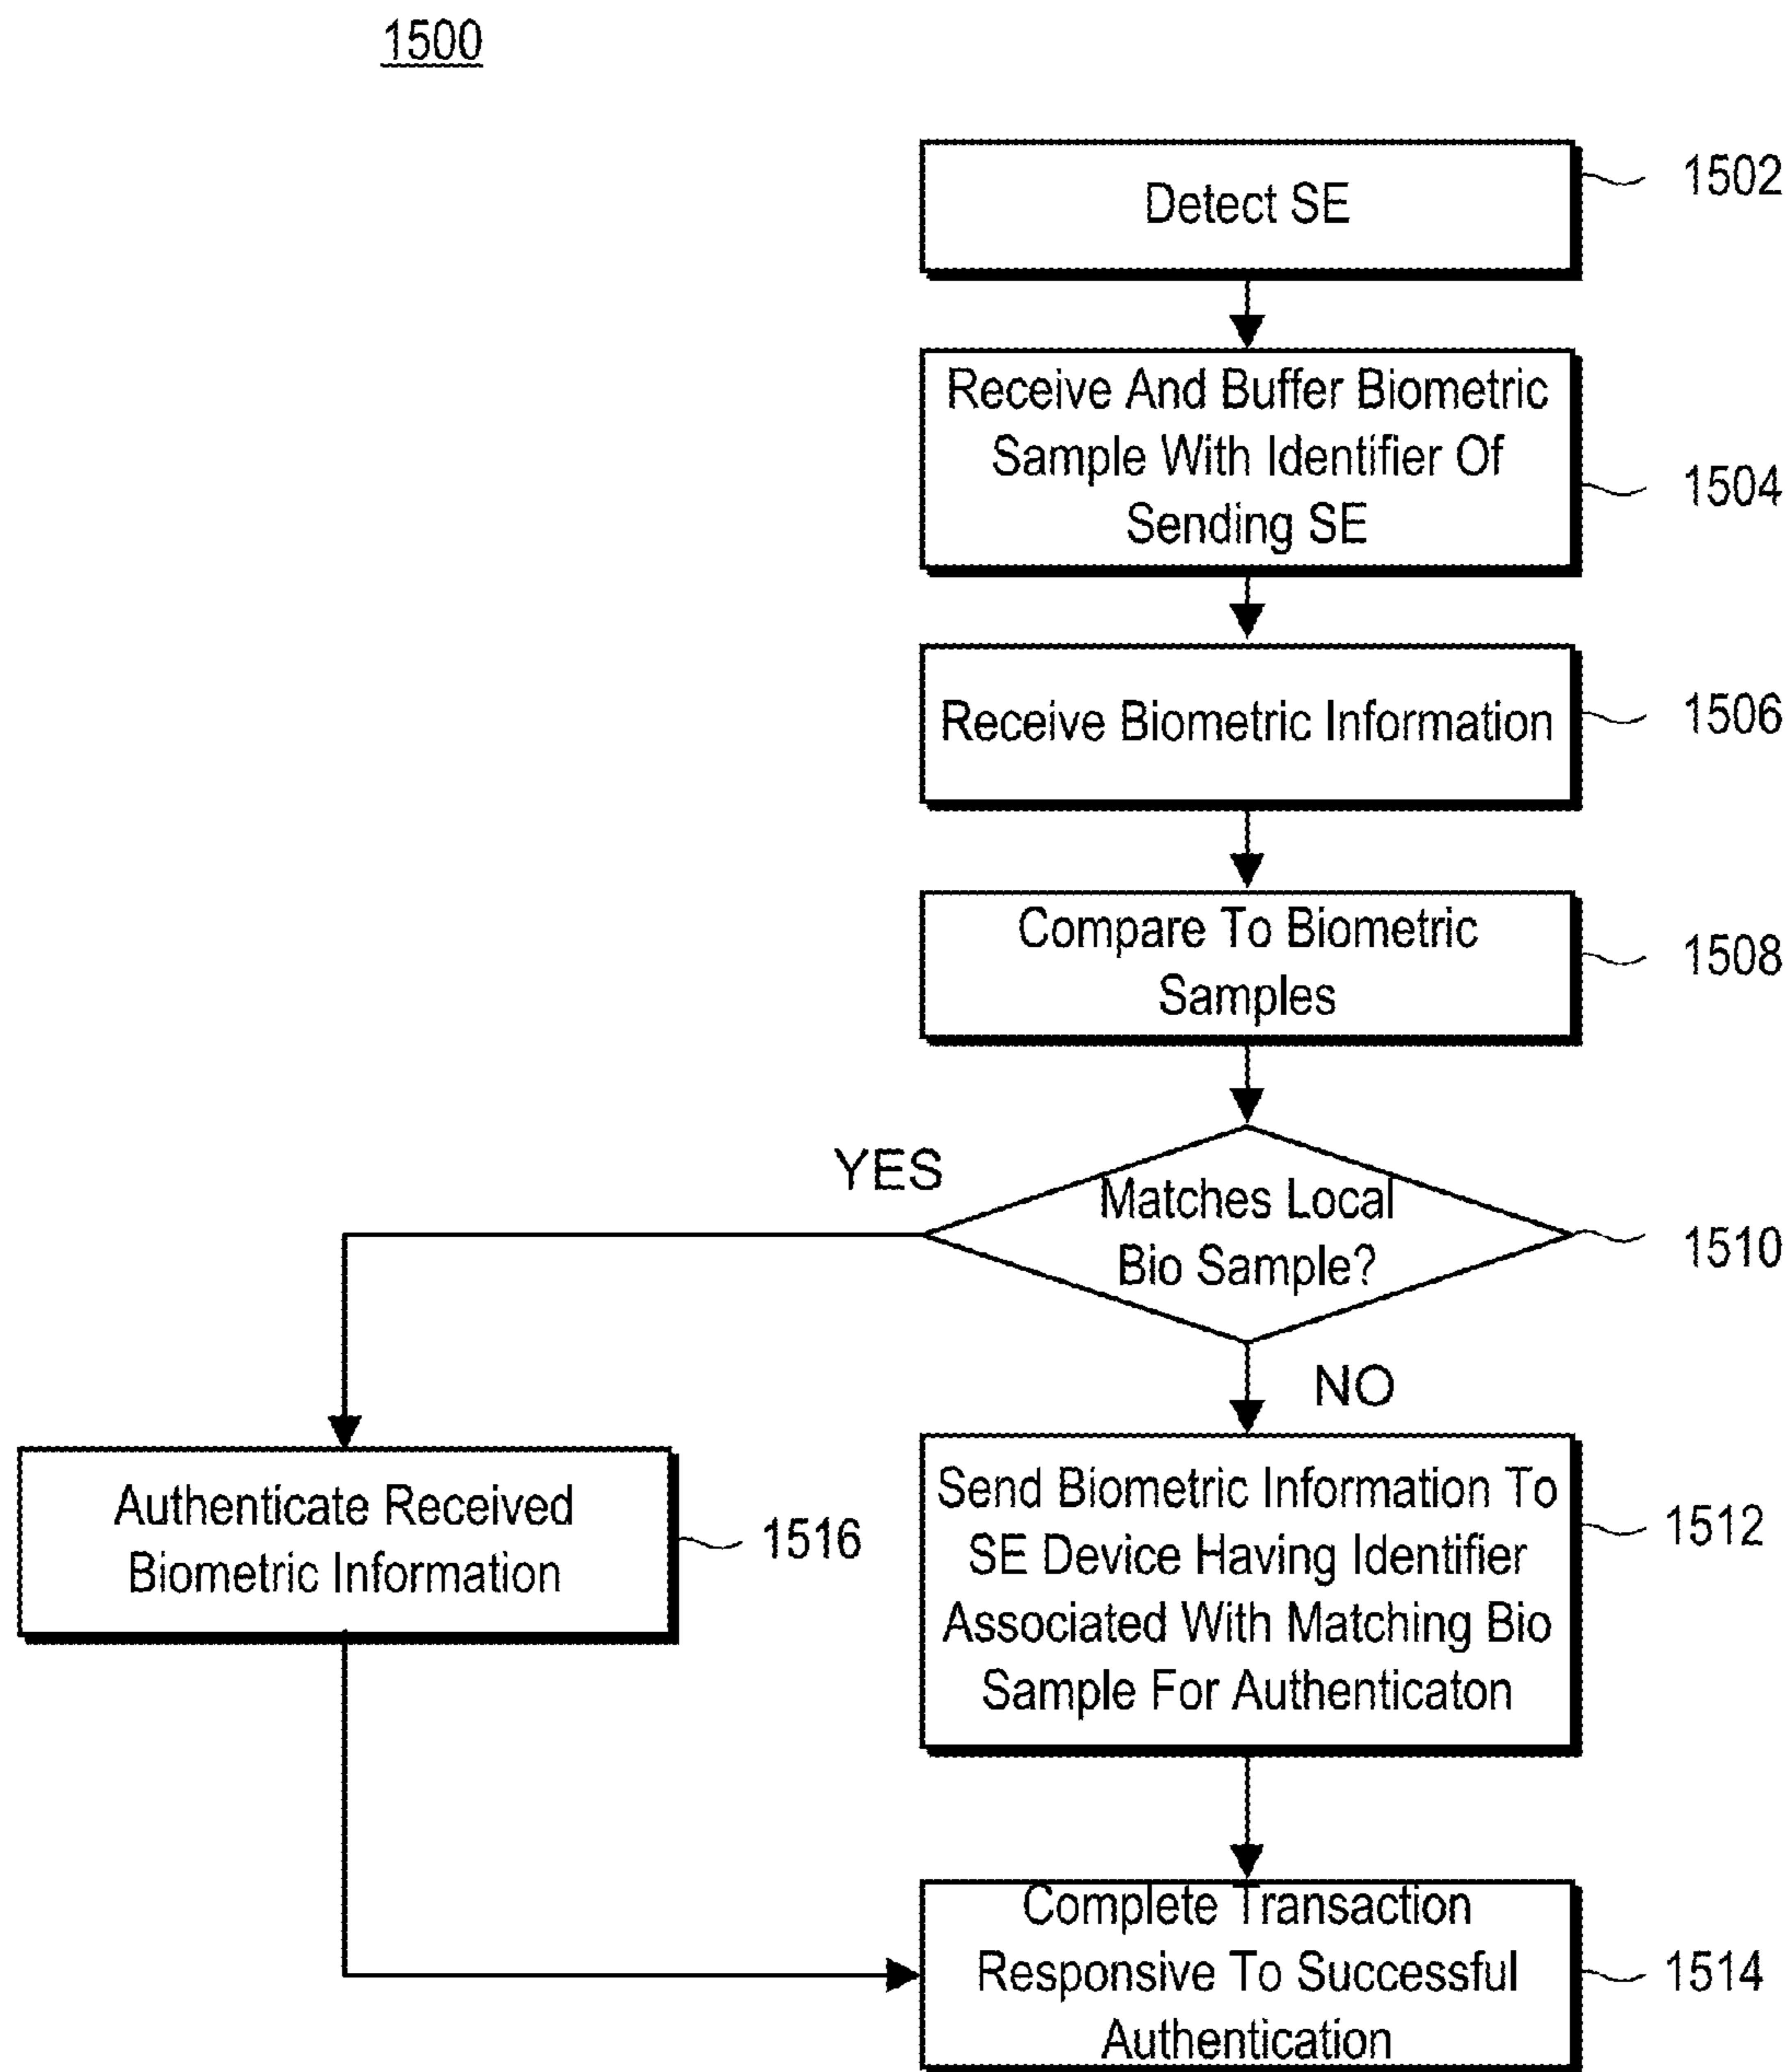 1500
Detect SE
1502
Receive And Buffer Biometric
Sample With Identifier Of
Sending SE
1504
Receive Biometric Information
1506
Compare To Biometric
Samples
1508
YES
Matches Local
Bio Sample?
1510
NO
Authenticate Received
Biometric Information
1516
Send Biometric Information To
SE Device Having Identifier
Associated With Matching Bio
Sample For Authenticaton
1512
Complete Transaction
Responsive To Successful
Authentication
1514